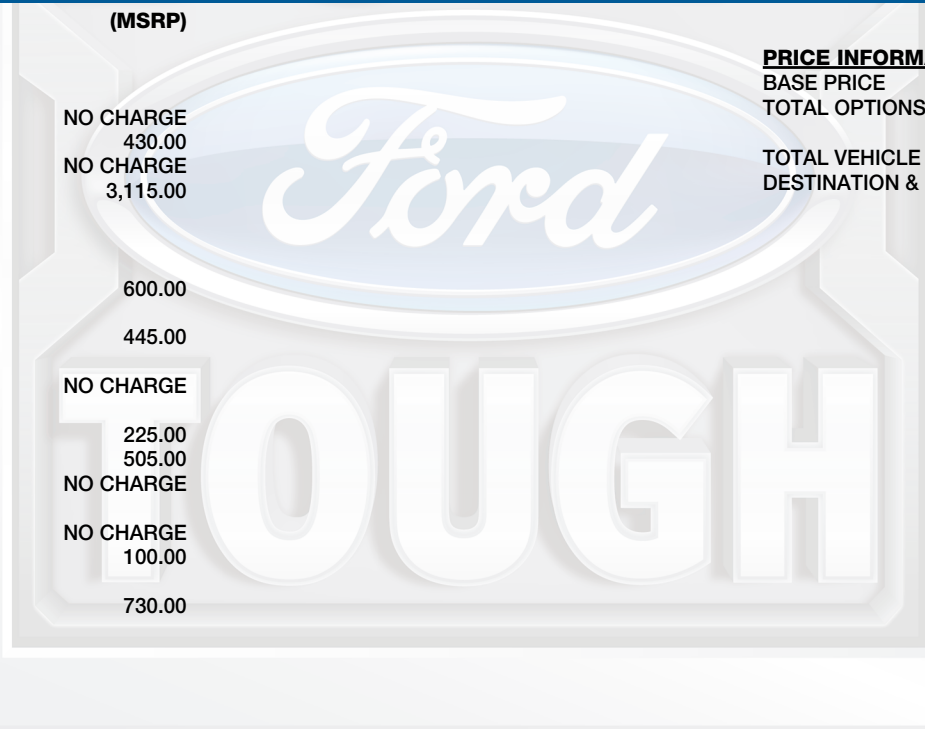 (MSRP)
NO CHARGE
430.00
NO CHARGE
3,115.00
600.00
445.00
NO CHARGE
225.00
505.00
NO CHARGE
NO CHARGE
100.00
730.00
PRICE INFORMA
BASE PRICE
TOTAL OPTIONS
TOTAL VEHICLE
DESTINATION &
Ford
TOUGH